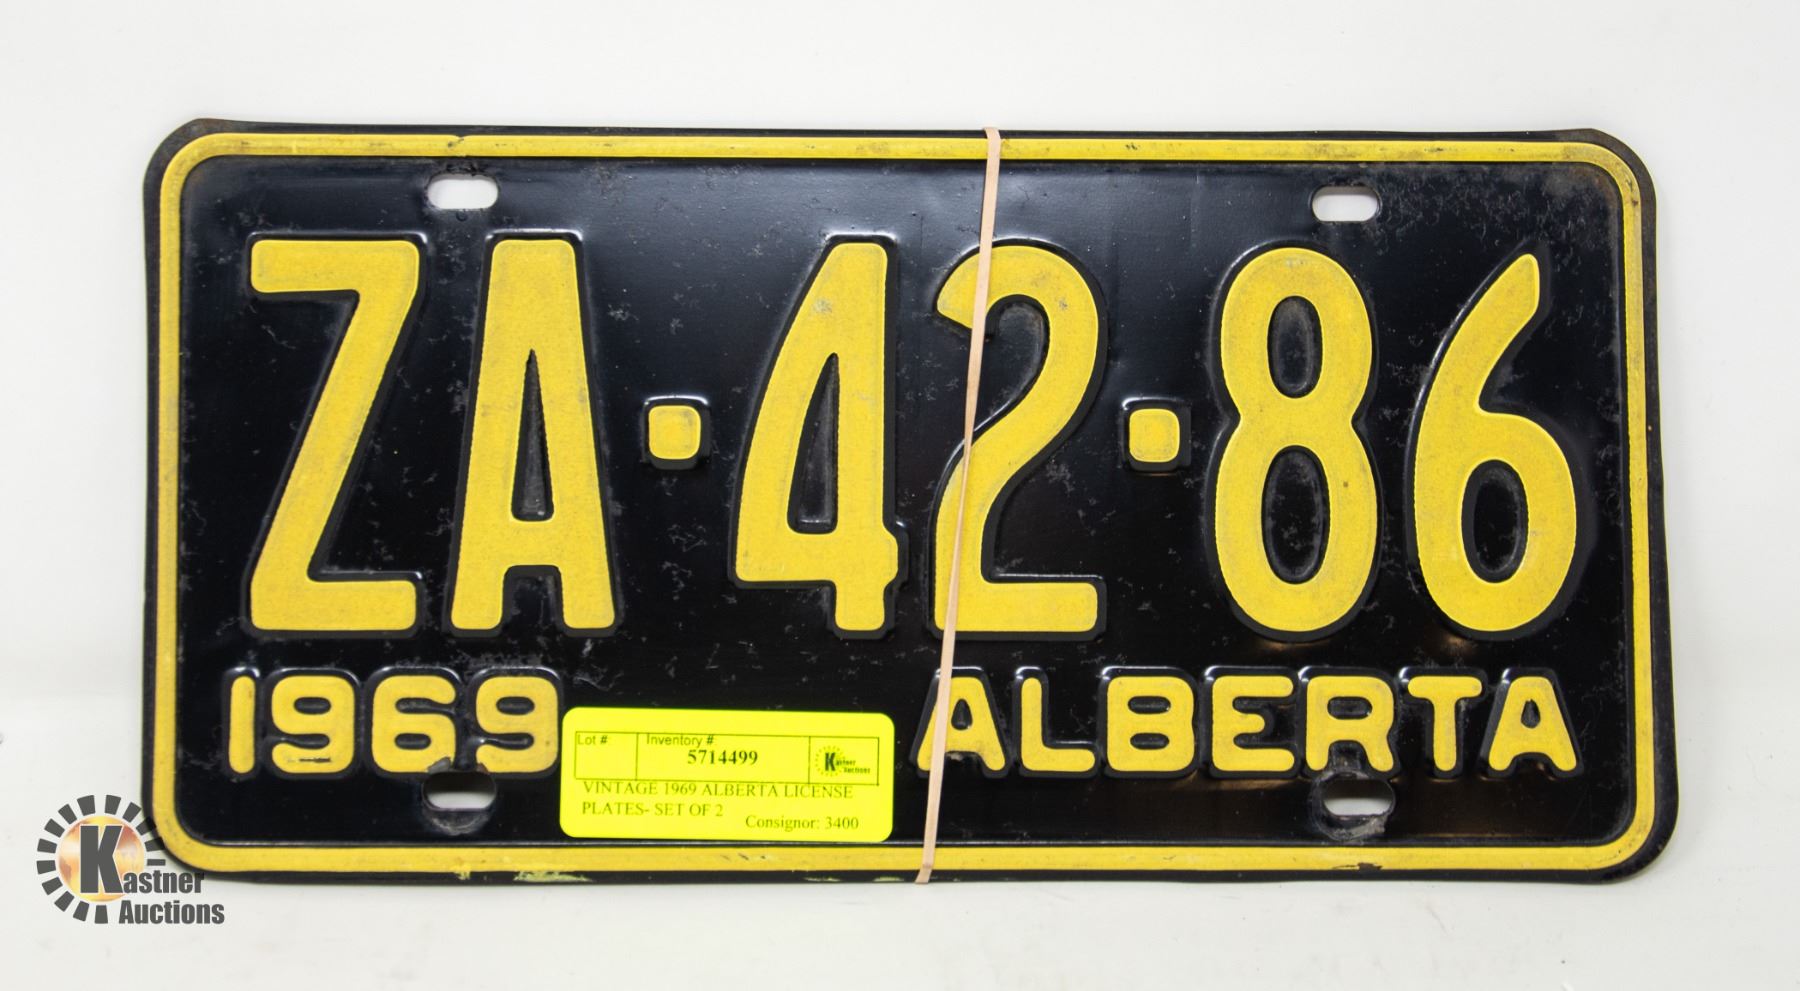 ZA·42·86
1969 ALBERTA
Lot #: Inventory #:
5714499
Kastner Auctions
VINTAGE 1969 ALBERTA LICENSE
PLATES- SET OF 2
Consignor: 3400
Kastner
Auctions